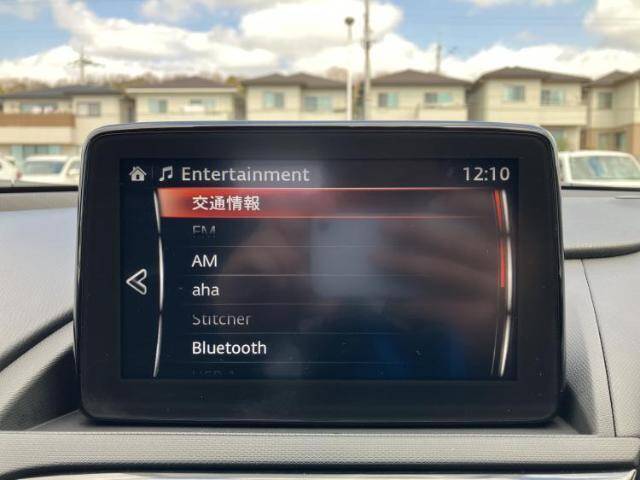 Entertainment 12:10
交通情報
FM
AM
aha
Stitcher
Bluetooth